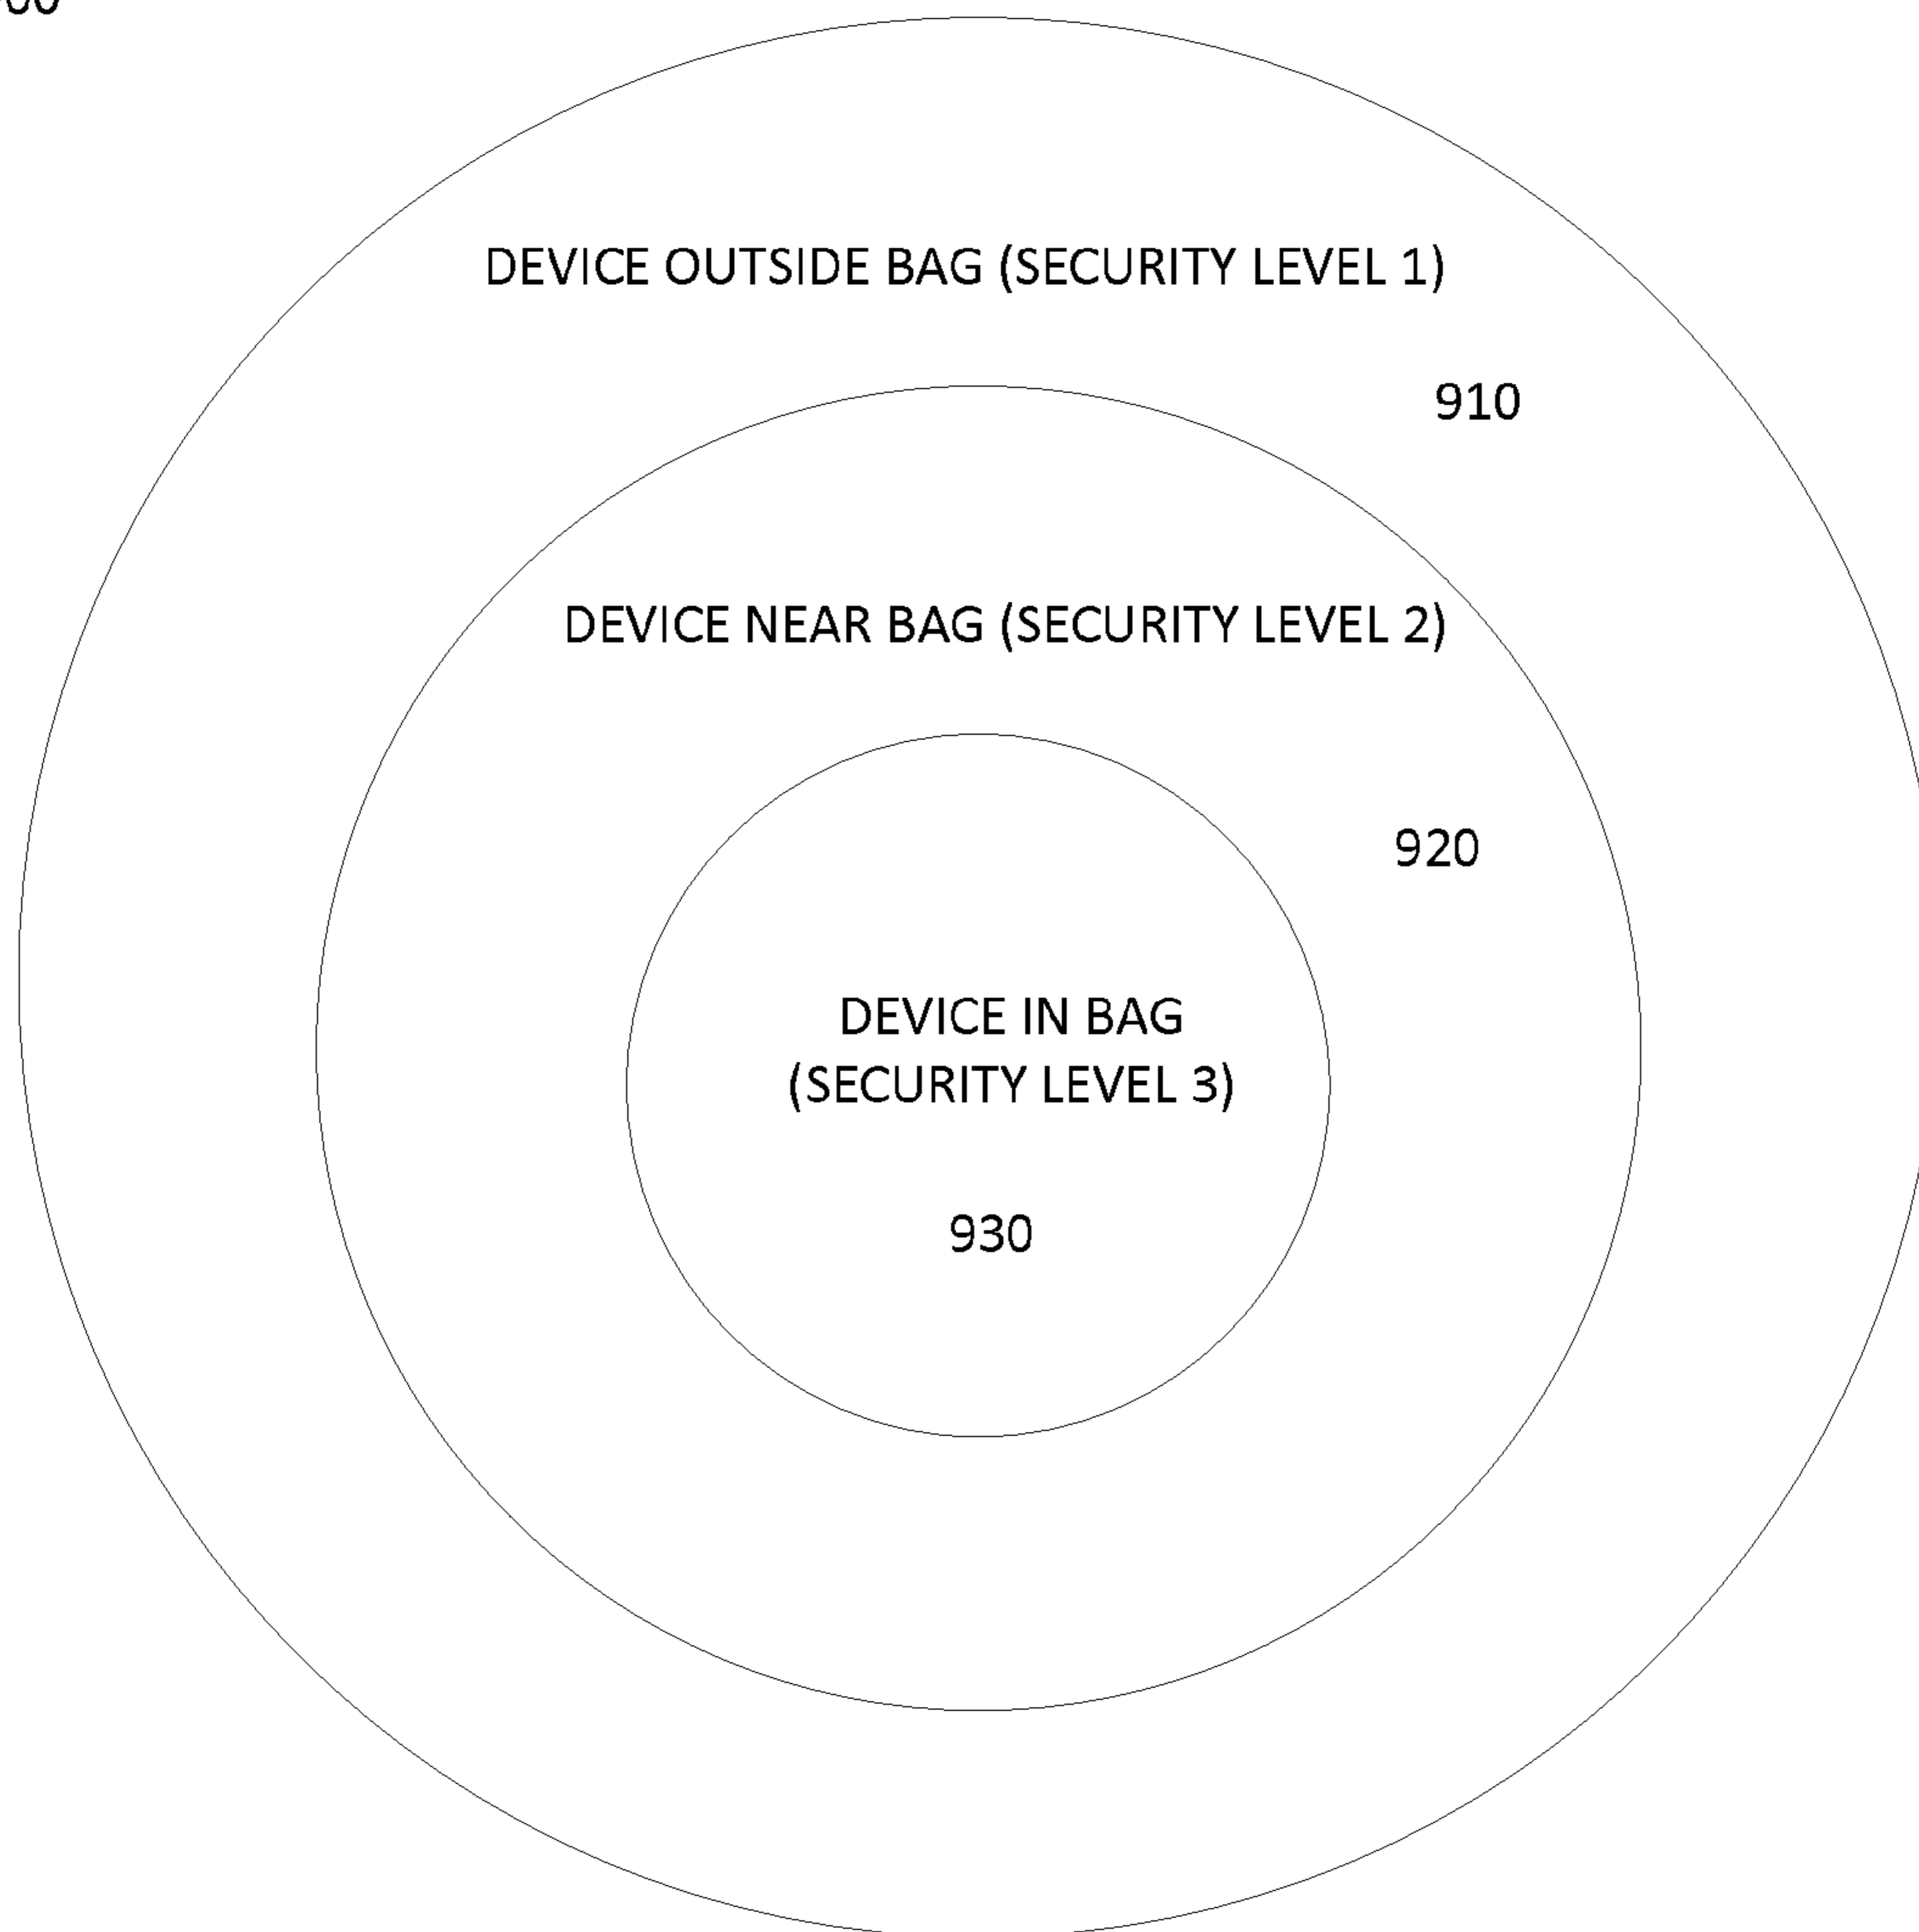 DEVICE OUTSIDE BAG (SECURITY LEVEL 1)
910
DEVICE NEAR BAG (SECURITY LEVEL 2)
920
DEVICE IN BAG
(SECURITY LEVEL 3)
930